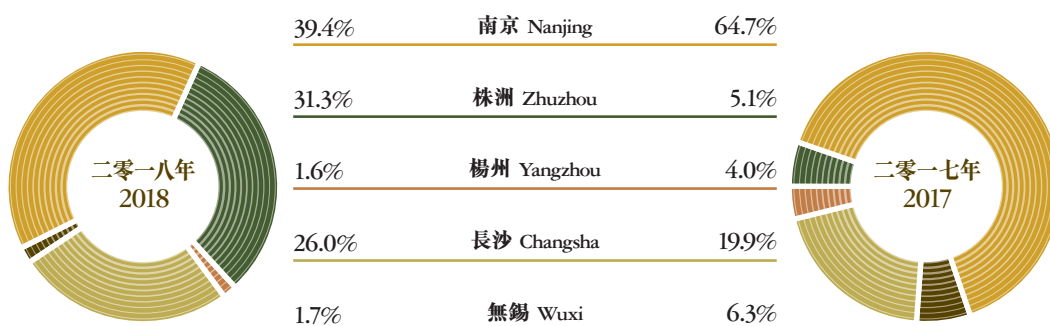 39.4% 南京 Nanjing 64.7%
31.3% 株洲 Zhuzhou 5.1%
二零一八年
2018
二零一七年
2017
1.6% 楊州 Yangzhou 4.0%
26.0% 長沙 Changsha 19.9%
1.7% 無錫 Wuxi 6.3%